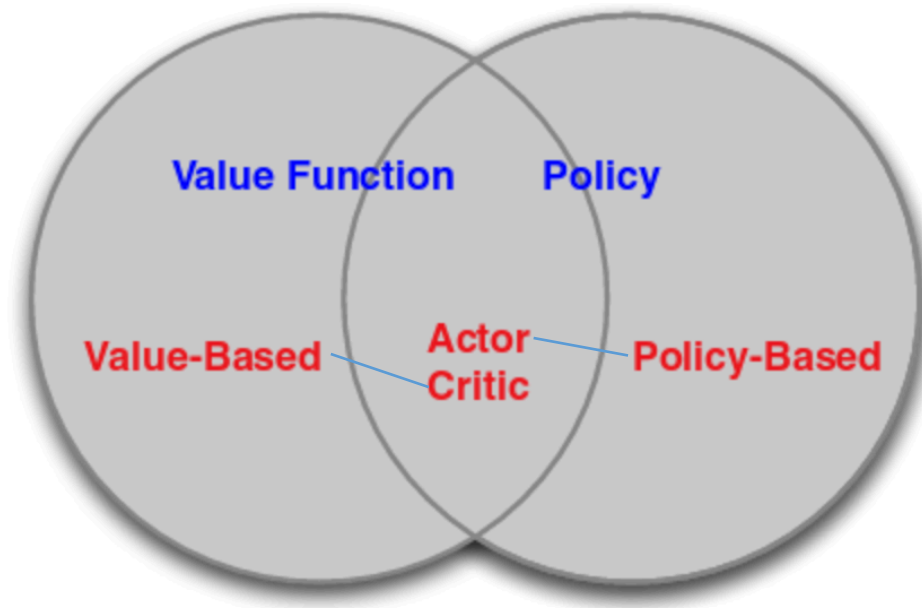 Value Function
Policy
Value-Based
Actor
Critic
Policy-Based